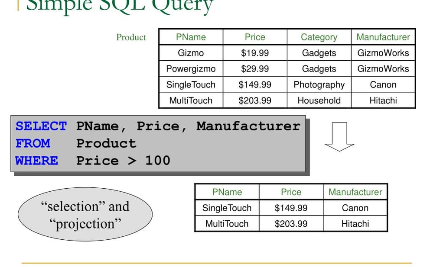 Simple SQL Query
Product
PName Price Category Manufacturer
Gizmo $19.99 Gadgets GizmoWorks
Powergizmo $29.99 Gadgets GizmoWorks
SingleTouch $149.99 Photography Canon
MultiTouch $203.99 Household Hitachi
SELECT PName, Price, Manufacturer
FROM Product
WHERE Price > 100
"selection" and
"projection"
PName Price Manufacturer
SingleTouch $149.99 Canon
MultiTouch $203.99 Hitachi